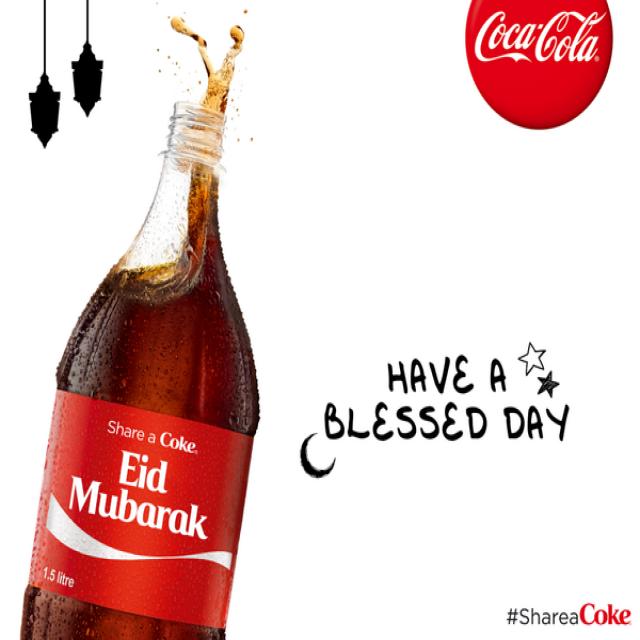 Coca-Cola
HAVE A
BLESSED DAY
Share a Coke
Eid
Mubarak
1.5 litre
#ShareaCoke